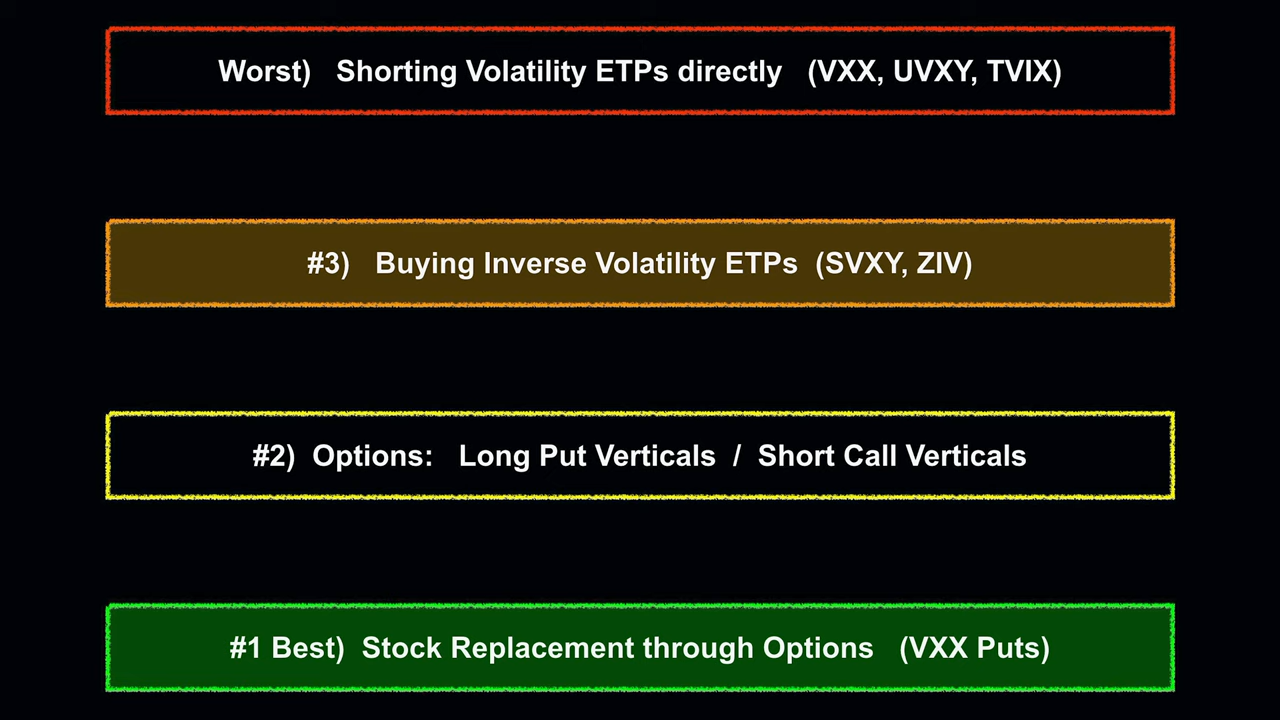 Worst) Shorting Volatility ETPs directly (VXX, UVXY, TVIX)
#3) Buying Inverse Volatility ETPs (SVXY, ZIV)
#2) Options: Long Put Verticals / Short Call Verticals
#1 Best) Stock Replacement through Options (VXX Puts)